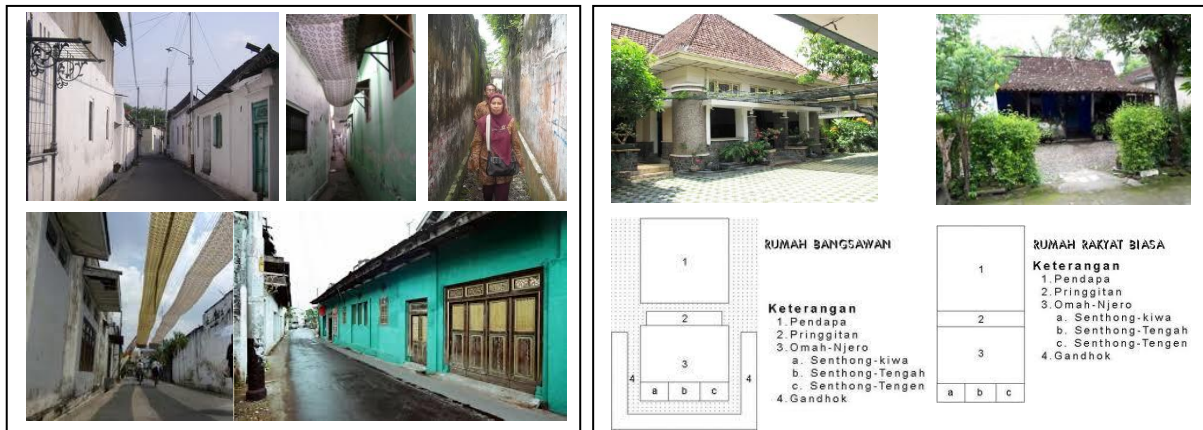 1
2
3
4
4
a
b
c
RUMAH BANGSAWAN
Keterangan
1.Pendapa
2.Pringgitan
3.Omah-Njero
a. Senthong-kiwa
b. Senthong-Tengah
c. Senthong-Tengen
4.Gandhok
1
2
3
a
b
c
RUMAH RAKYAT BIASA
Keterangan
1.Pendapa
2.Pringgitan
3.Omah-Njero
a. Senthong-kiwa
b. Senthong-Tengah
c. Senthong-Tengen
4.Gandhok